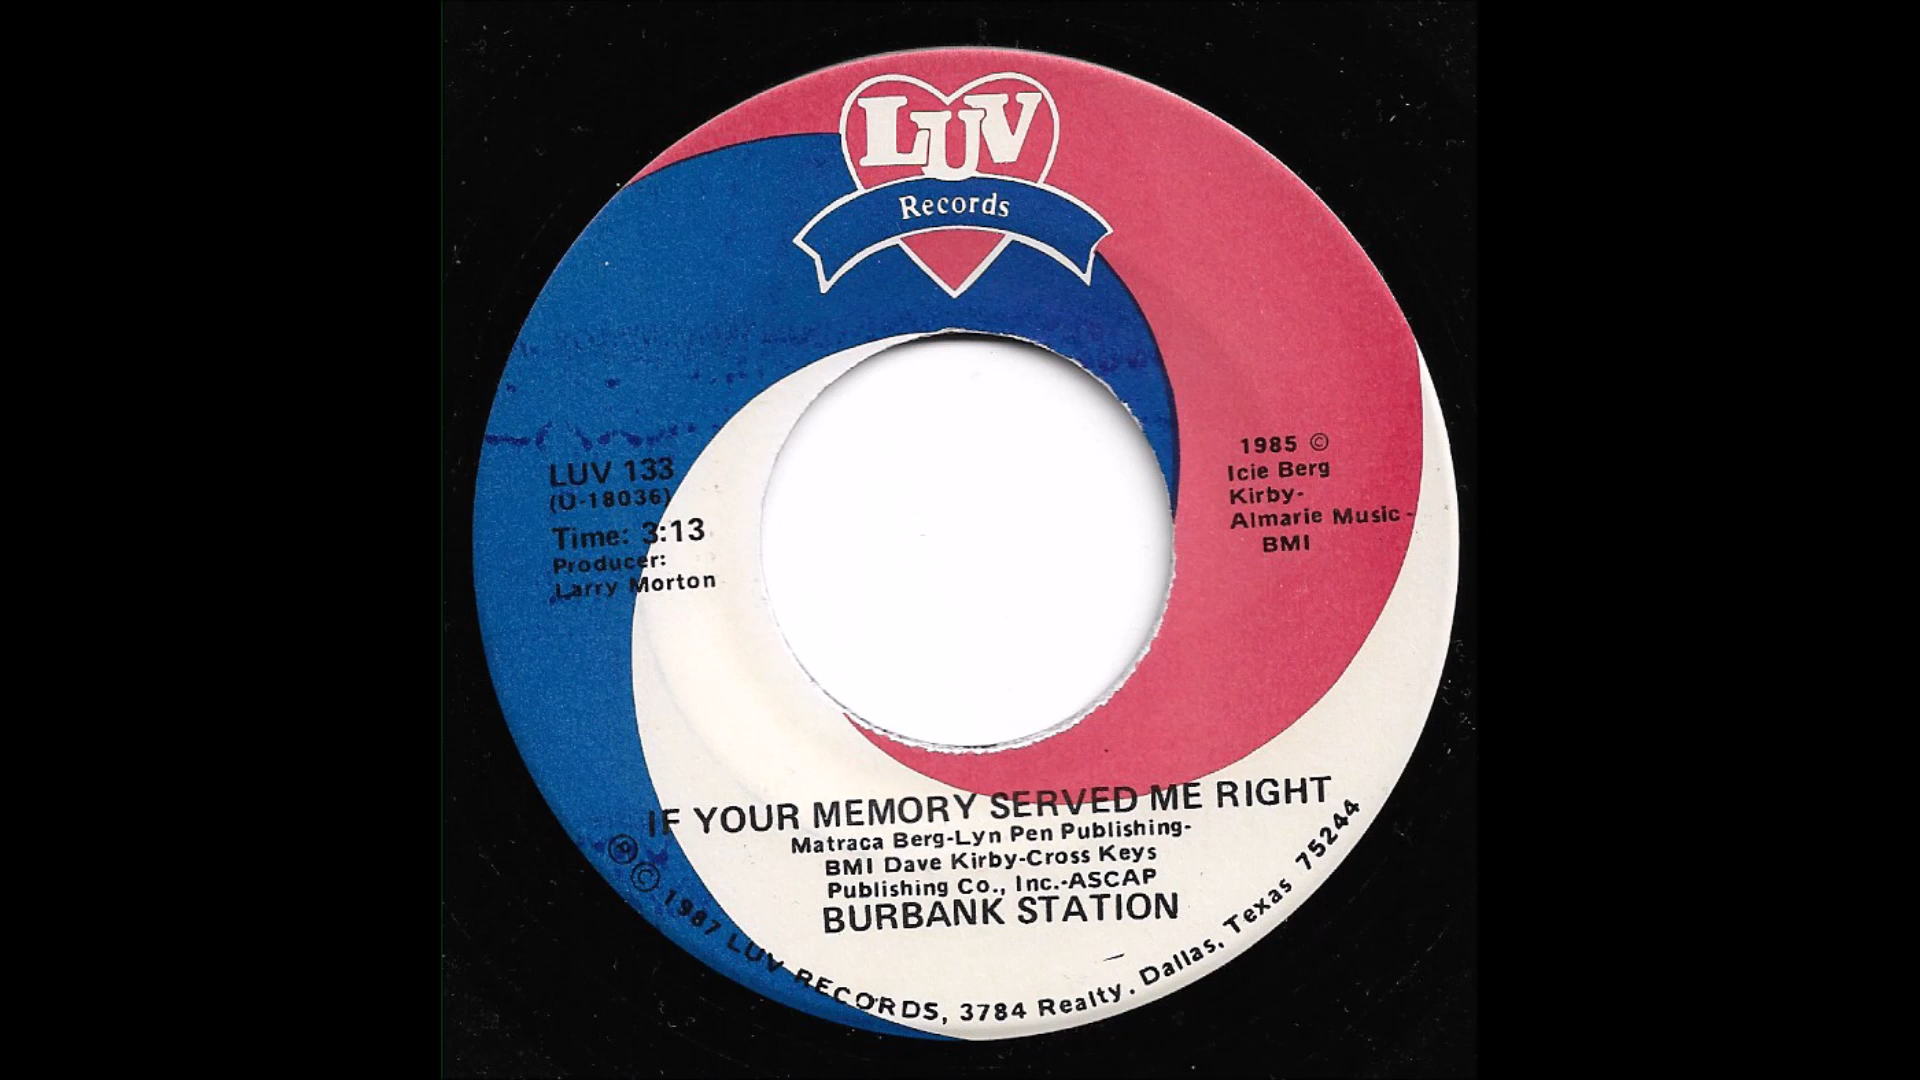 LUV
Records
LUV 133
(U-18036)
Time: 3:13
Producer:
Larry Morton
1985 ©
Icie Berg
Kirby-
Almarie Music -
BMI
IF YOUR MEMORY SERVED ME RIGHT
Matraca Berg-Lyn Pen Publishing-
BMI Dave Kirby-Cross Keys
Publishing Co., Inc.-ASCAP
BURBANK STATION
℗ © 1987 LUV RECORDS, 3784 Realty. Dallas, Texas 75244